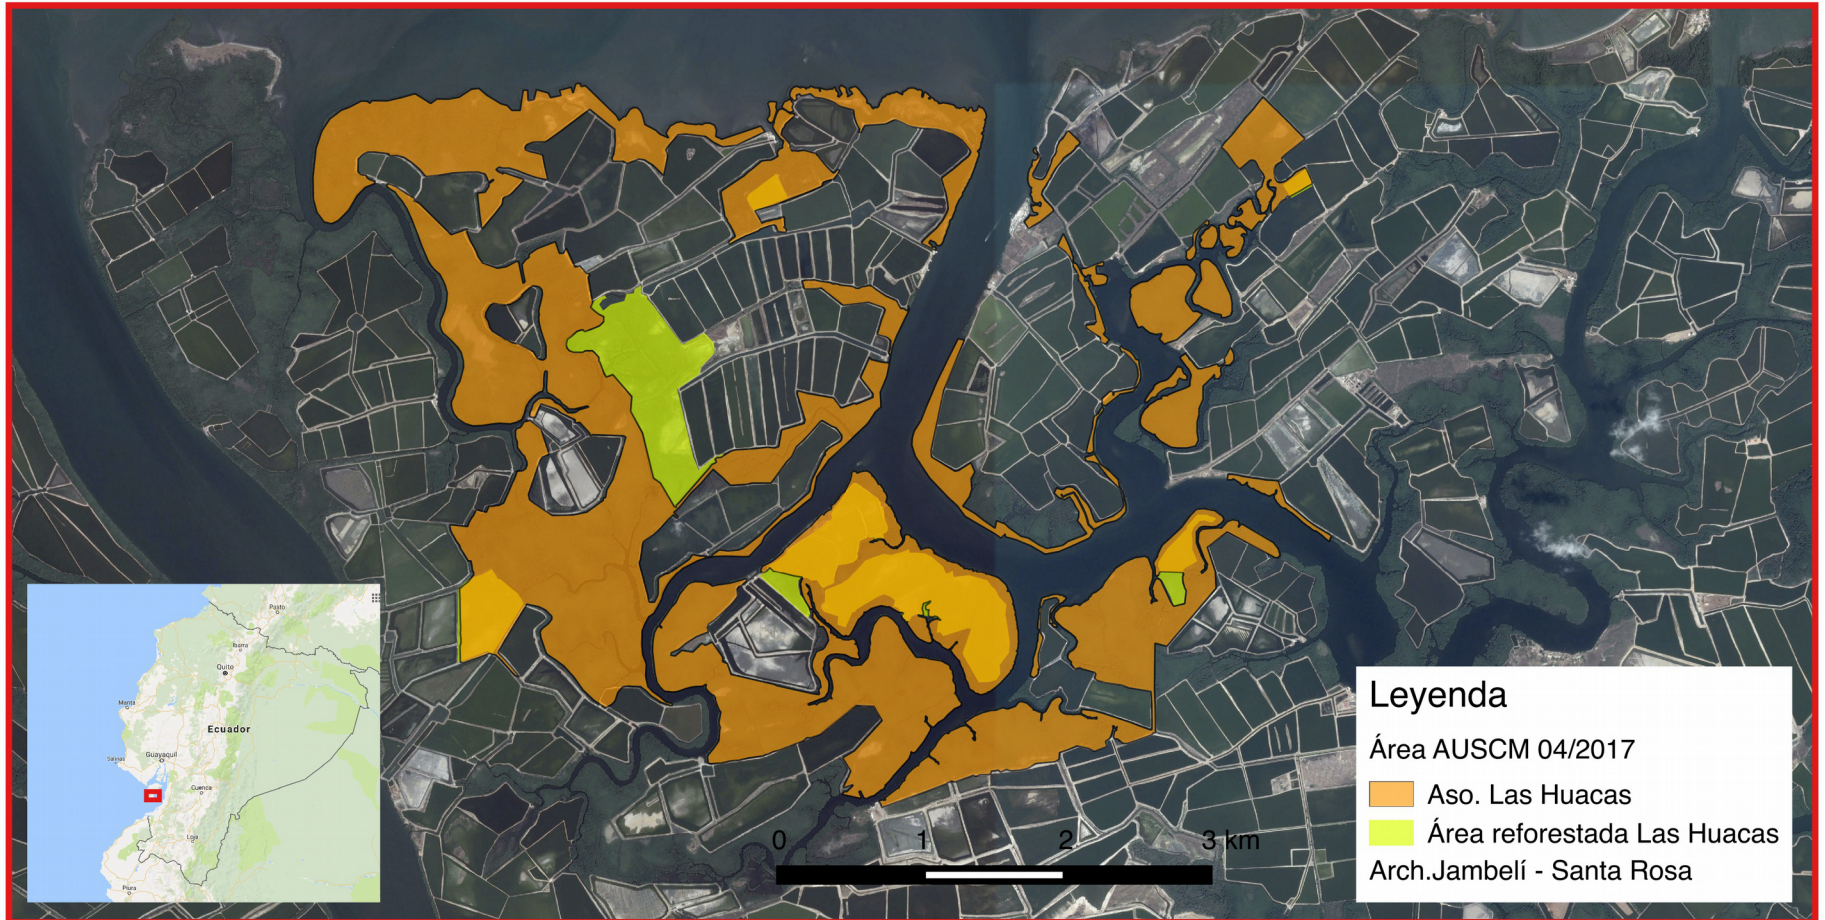 Pasto
Ibarra
Quito
Manta
Ecuador
Guayaquil
Salinas
Cuenca
Loja
Piura
0 1 2 3 km
Leyenda
Área AUSCM 04/2017
Aso. Las Huacas
Área reforestada Las Huacas
Arch.Jambelí - Santa Rosa